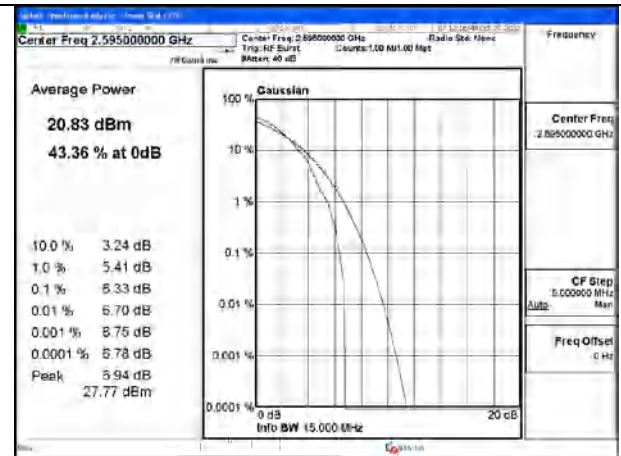 Center Freq 2.595000000 GHz
Center Freq: 2.595000000 GHz
Radio Std: None
Trig: RF Burst
Counts:1.00 M/1.00 Mpt
#Atten: 40 dB
Frequency
Average Power
20.83 dBm
43.36 % at 0dB
10.0 % 3.24 dB
1.0 % 5.41 dB
0.1 % 6.33 dB
0.01 % 6.70 dB
0.001 % 6.75 dB
0.0001 % 6.78 dB
Peak 6.94 dB
27.77 dBm
Gaussian
100 %
10 %
1 %
0.1 %
0.01 %
0.001 %
0.0001 %
0 dB
20 dB
Info BW 15.000 MHz
Center Freq
2.595000000 GHz
CF Step
5.000000 MHz
Auto Man
Freq Offset
0 Hz